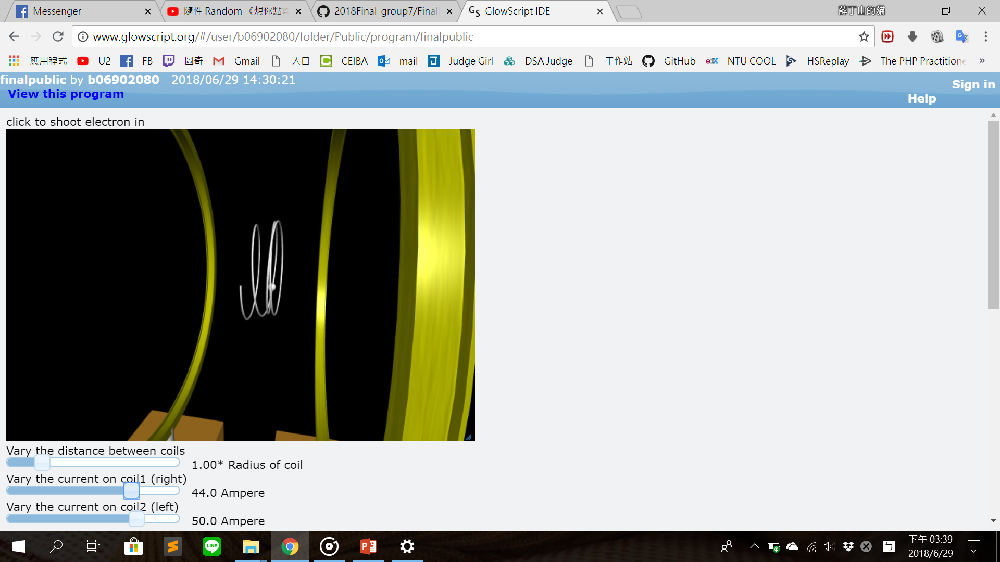 Messenger
隨性 Random 《想你點
2018Final_group7/Final
GlowScript IDE
薛丁山的貓
www.glowscript.org/#/user/b06902080/folder/Public/program/finalpublic
應用程式 U2 FB 圖奇 Gmail 入口 CEIBA mail Judge Girl DSA Judge 工作站 GitHub NTU COOL HSReplay The PHP Practitione »
finalpublic by b06902080 2018/06/29 14:30:21
Sign in
View this program
Help
click to shoot electron in
Vary the distance between coils
1.00* Radius of coil
Vary the current on coil1 (right)
44.0 Ampere
Vary the current on coil2 (left)
50.0 Ampere
下午 03:39
2018/6/29